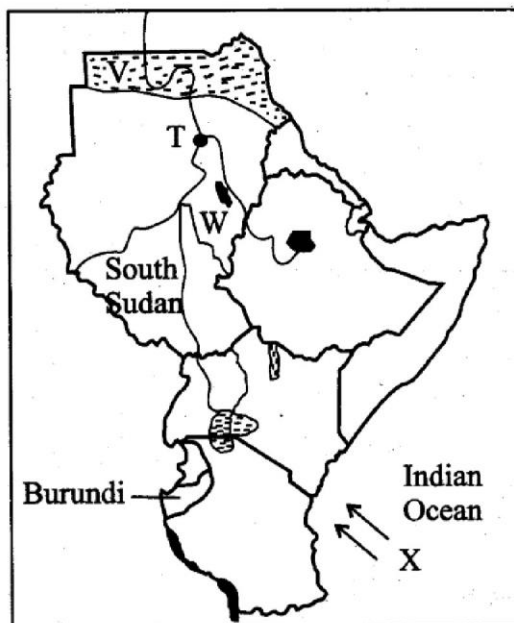 V
T
W
South
Sudan
Burundi
Indian
Ocean
X